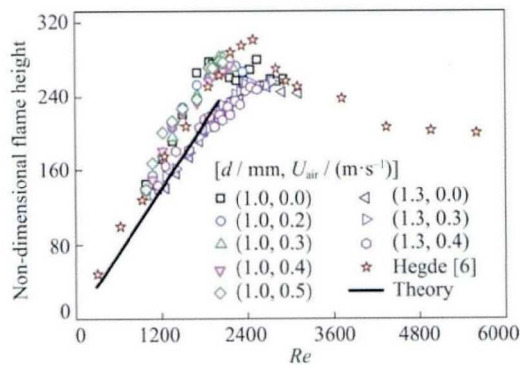 320
240
160
80
0
Non-dimensional flame height
[d / mm, U_air / (m·s⁻¹)]
(1.0, 0.0)
(1.0, 0.2)
(1.0, 0.3)
(1.0, 0.4)
(1.0, 0.5)
(1.3, 0.0)
(1.3, 0.3)
(1.3, 0.4)
Hegde [6]
Theory
0 1200 2400 3600 4800 6000
Re